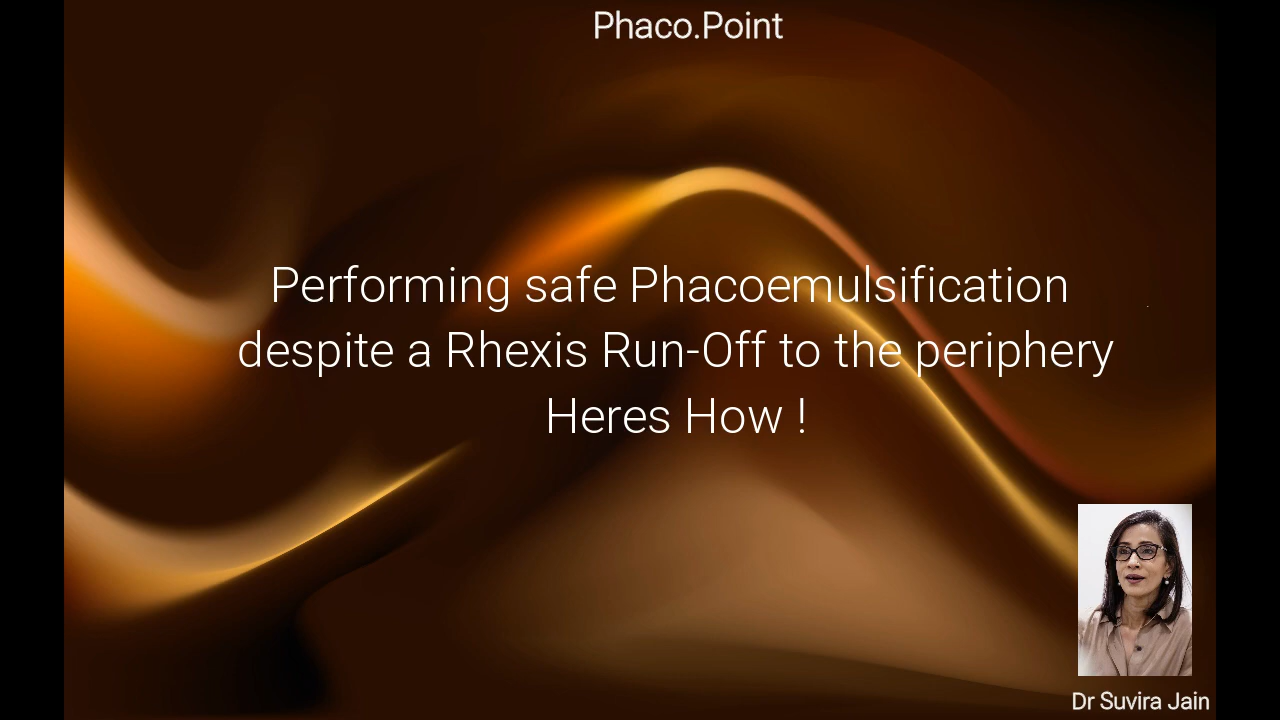 Phaco.Point
Performing safe Phacoemulsification
despite a Rhexis Run-Off to the periphery
Heres How !
Dr Suvira Jain